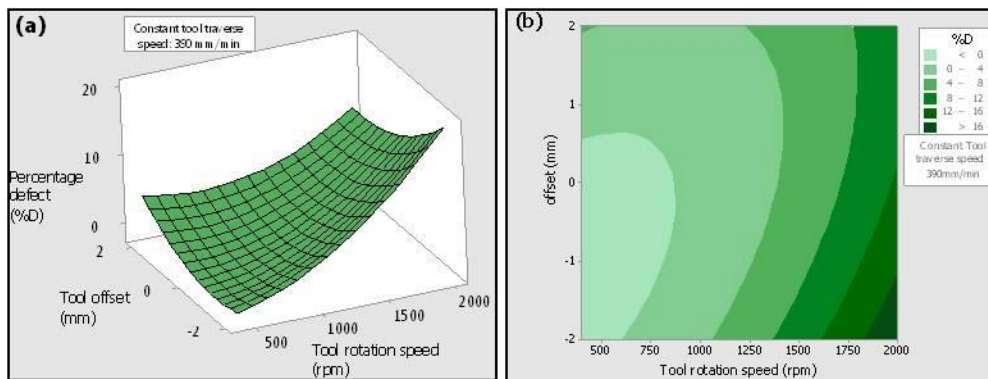 (a)
Constant tool traverse
speed: 390 mm/min
20
10
0
Percentage
defect
(%D)
2
0
-2
Tool offset
(mm)
500
1000
1500
2000
Tool rotation speed
(rpm)
(b)
2
1
0
-1
-2
offset (mm)
500
750
1000
1250
1500
1750
2000
Tool rotation speed (rpm)
%D
< 0
0 - 4
4 - 8
8 - 12
12 - 16
> 16
Constant Tool
traverse speed
390mm/min